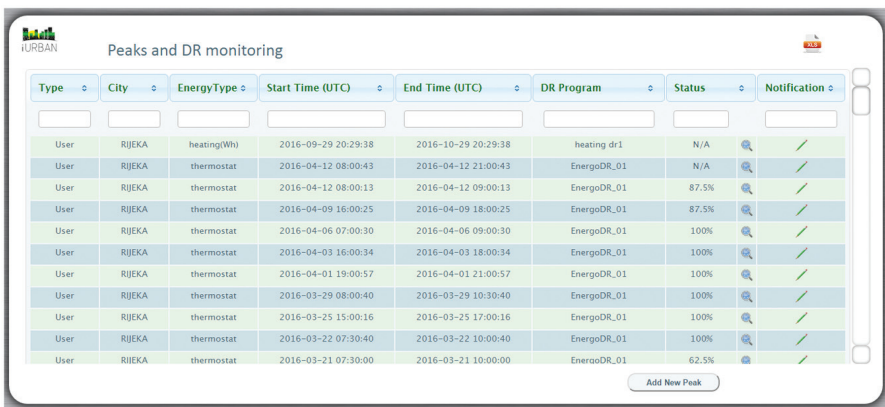 iURBAN
Peaks and DR monitoring
XLS
Type City EnergyType Start Time (UTC) End Time (UTC) DR Program Status Notification
User RIJEKA heating(Wh) 2016-09-29 20:29:38 2016-10-29 20:29:38 heating dr1 N/A
User RIJEKA thermostat 2016-04-12 08:00:43 2016-04-12 21:00:43 EnergoDR_01 N/A
User RIJEKA thermostat 2016-04-12 08:00:13 2016-04-12 09:00:13 EnergoDR_01 87.5%
User RIJEKA thermostat 2016-04-09 16:00:25 2016-04-09 18:00:25 EnergoDR_01 87.5%
User RIJEKA thermostat 2016-04-06 07:00:30 2016-04-06 09:00:30 EnergoDR_01 100%
User RIJEKA thermostat 2016-04-03 16:00:34 2016-04-03 18:00:34 EnergoDR_01 100%
User RIJEKA thermostat 2016-04-01 19:00:57 2016-04-01 21:00:57 EnergoDR_01 100%
User RIJEKA thermostat 2016-03-29 08:00:40 2016-03-29 10:30:40 EnergoDR_01 100%
User RIJEKA thermostat 2016-03-25 15:00:16 2016-03-25 17:00:16 EnergoDR_01 100%
User RIJEKA thermostat 2016-03-22 07:30:40 2016-03-22 10:00:40 EnergoDR_01 100%
User RIJEKA thermostat 2016-03-21 07:30:00 2016-03-21 10:00:00 EnergoDR_01 62.5%
Add New Peak